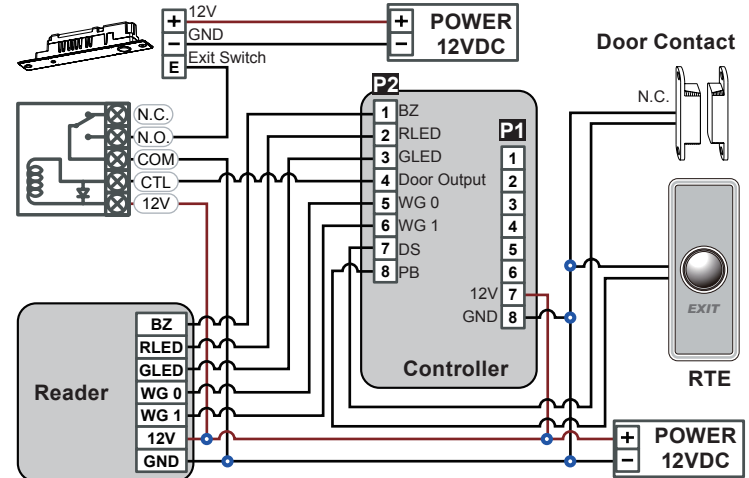 + 12V
− GND
E Exit Switch
+ POWER
− 12VDC
Door Contact
N.C.
N.C.
N.O.
COM
CTL
12V
P2
1 BZ
2 RLED
3 GLED
4 Door Output
5 WG 0
6 WG 1
7 DS
8 PB
P1
1
2
3
4
5
6
12V 7
GND 8
Controller
EXIT
RTE
Reader
BZ
RLED
GLED
WG 0
WG 1
12V
GND
+ POWER
− 12VDC